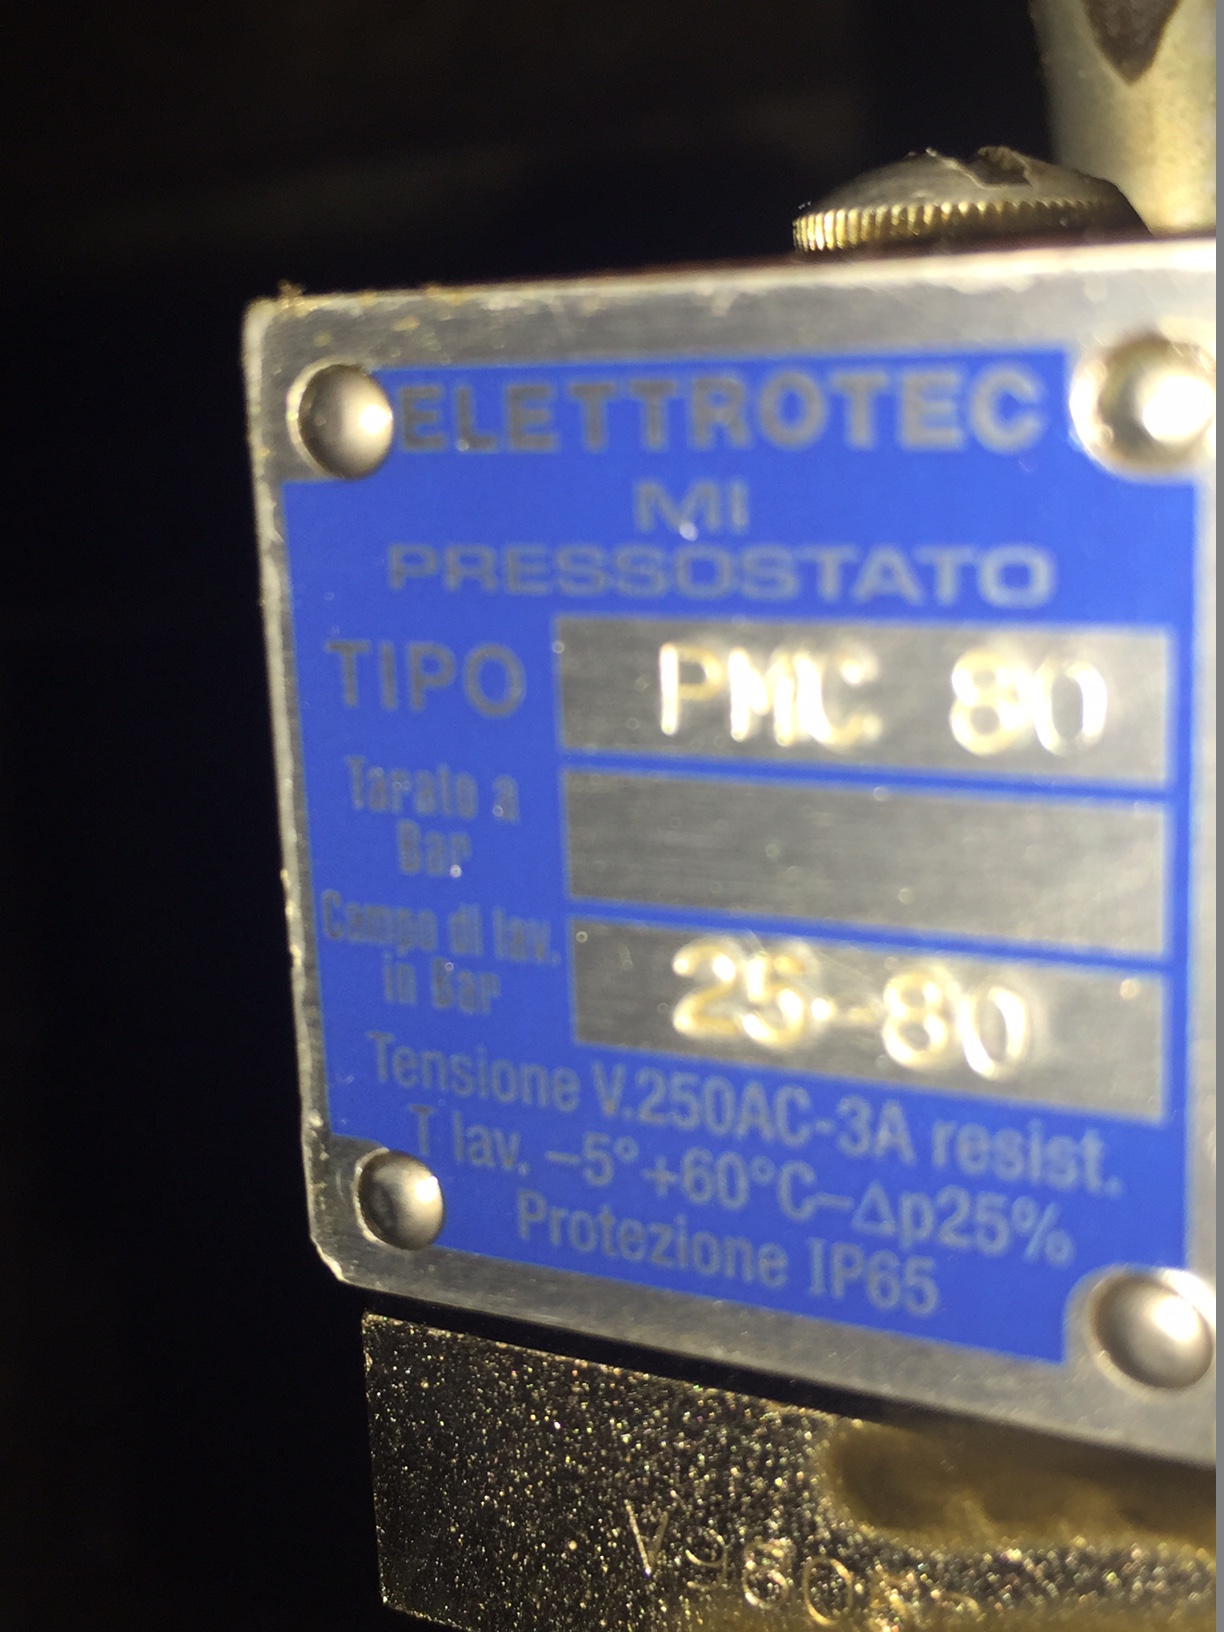 ELETTROTEC
MI
PRESSOSTATO
TIPO PMC 80
Tarato a
Bar
Campo di lav.
in Bar 25-80
Tensione V.250AC-3A resist.
T lav. -5°+60°C-Δp25%
Protezione IP65